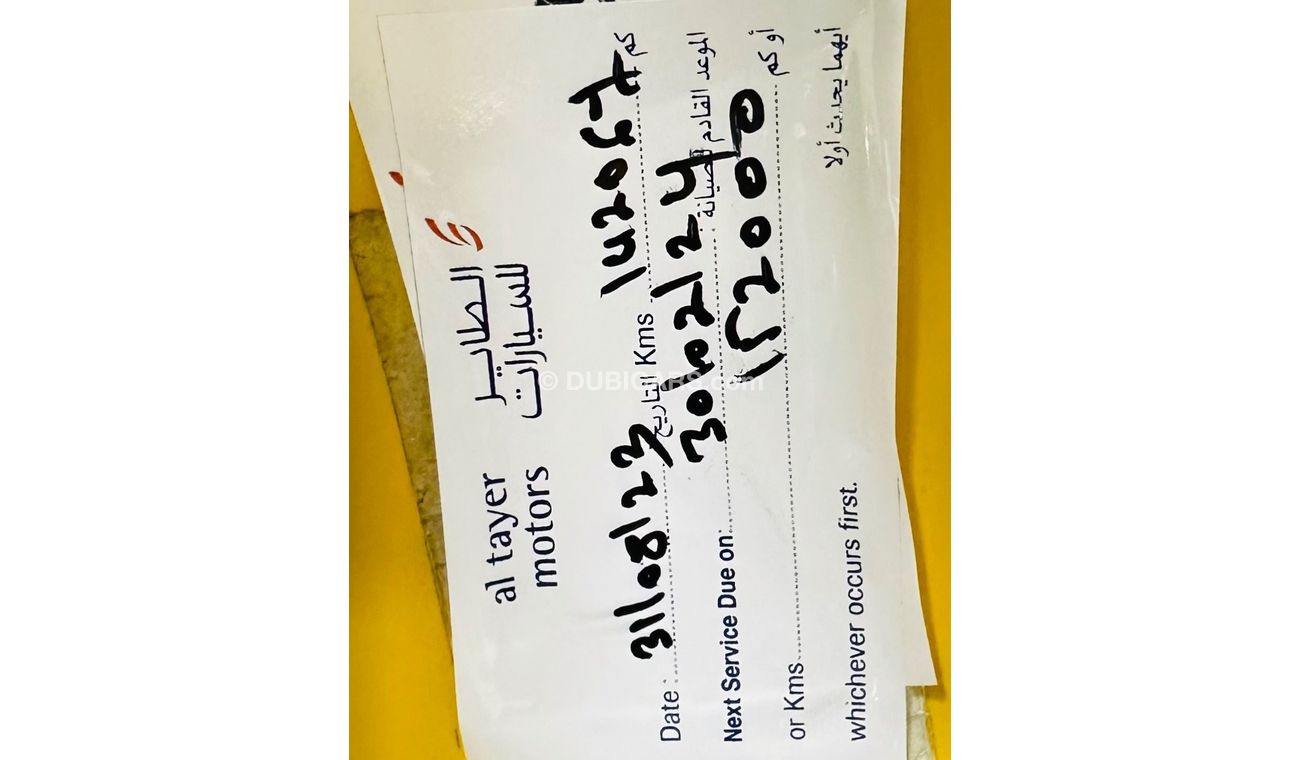 al tayer الطاير
motors للسيارات
Date : 31/08/23 التاريخ Kms 142067 كم
Next Service Due on: 30/02/24 الموعد القادم للصيانة
or Kms 152000 أو كم
whichever occurs first. أيهما يحدث أولا
© DUBICARS.com